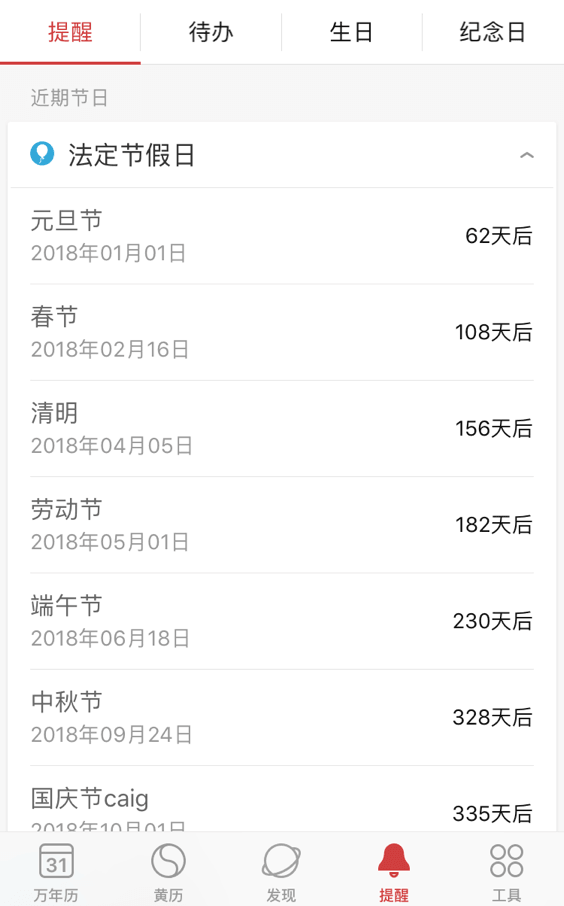 提醒
待办
生日
纪念日
近期节日
法定节假日
元旦节
2018年01月01日
62天后
春节
2018年02月16日
108天后
清明
2018年04月05日
156天后
劳动节
2018年05月01日
182天后
端午节
2018年06月18日
230天后
中秋节
2018年09月24日
328天后
国庆节caig
2018年10月01日
335天后
31
万年历
黄历
发现
提醒
工具